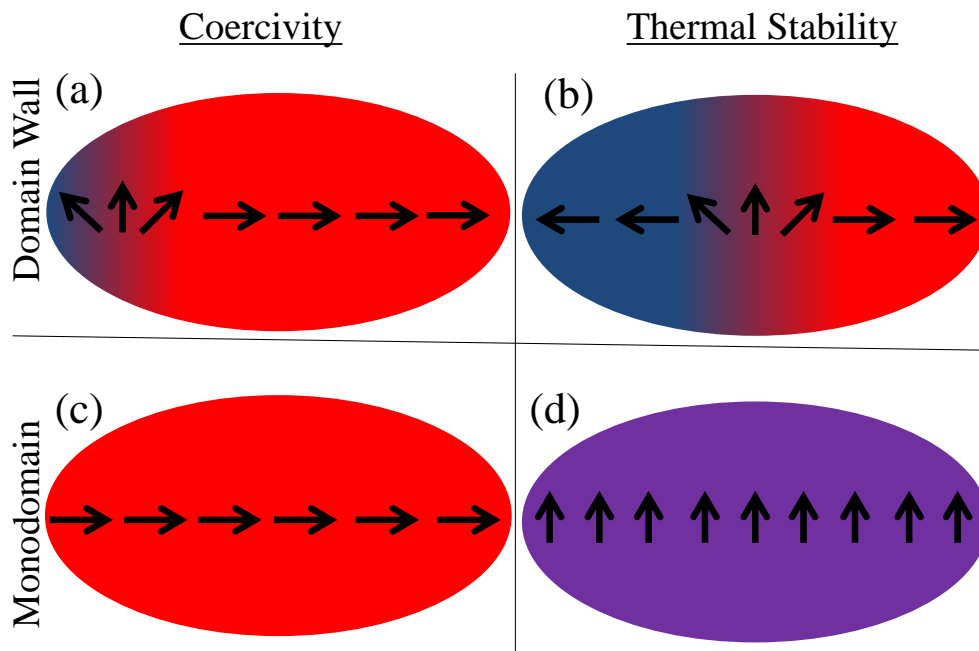 Coercivity
Thermal Stability
Domain Wall
(a)
(b)
Monodomain
(c)
(d)